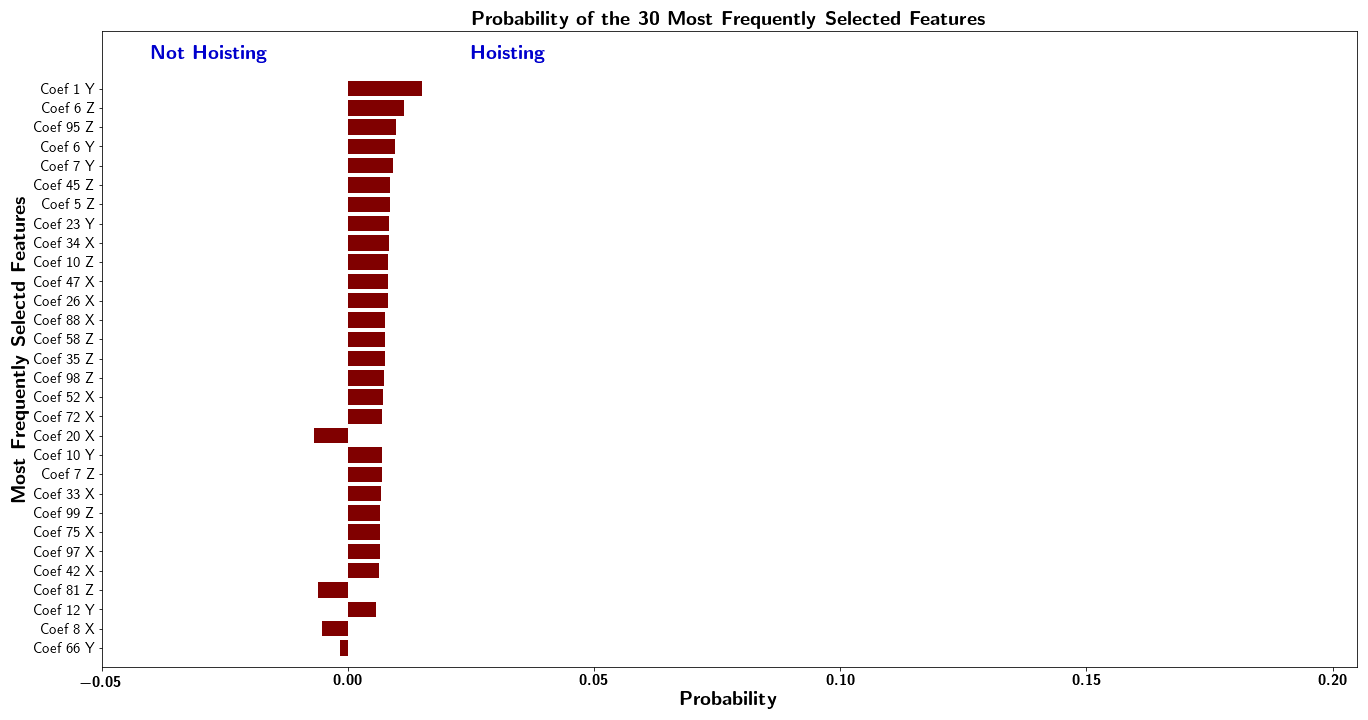 Probability of the 30 Most Frequently Selected Features
Not Hoisting
Hoisting
Most Frequently Selectd Features
Coef 1 Y
Coef 6 Z
Coef 95 Z
Coef 6 Y
Coef 7 Y
Coef 45 Z
Coef 5 Z
Coef 23 Y
Coef 34 X
Coef 10 Z
Coef 47 X
Coef 26 X
Coef 88 X
Coef 58 Z
Coef 35 Z
Coef 98 Z
Coef 52 X
Coef 72 X
Coef 20 X
Coef 10 Y
Coef 7 Z
Coef 33 X
Coef 99 Z
Coef 75 X
Coef 97 X
Coef 42 X
Coef 81 Z
Coef 12 Y
Coef 8 X
Coef 66 Y
−0.05 0.00 0.05 0.10 0.15 0.20
Probability